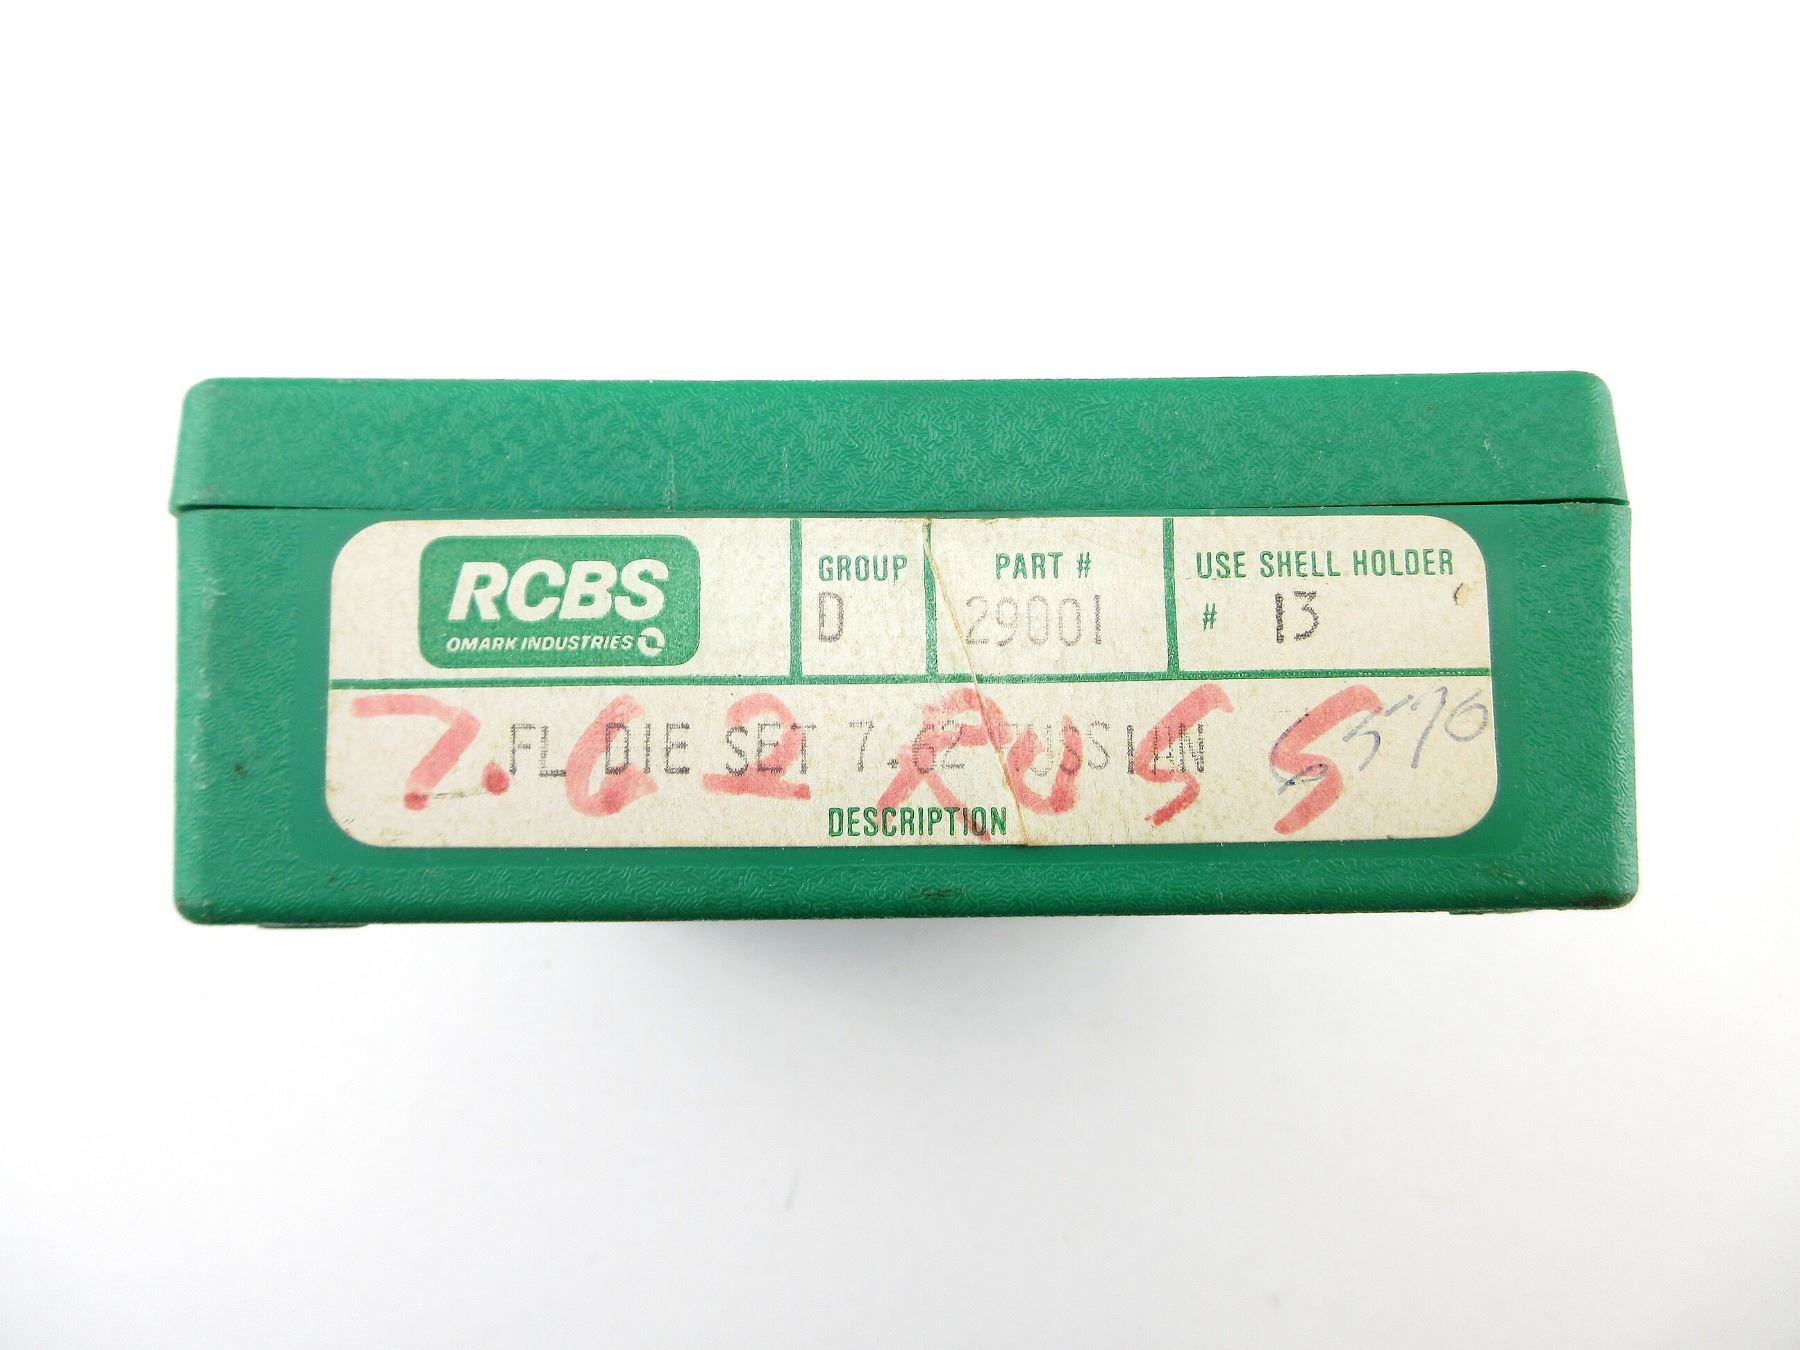 RCBS
OMARK INDUSTRIES
GROUP
D
PART #
29001
USE SHELL HOLDER
# 13
FL DIE SET 7.62 RUSSIAN
7.62 RUSS
DESCRIPTION